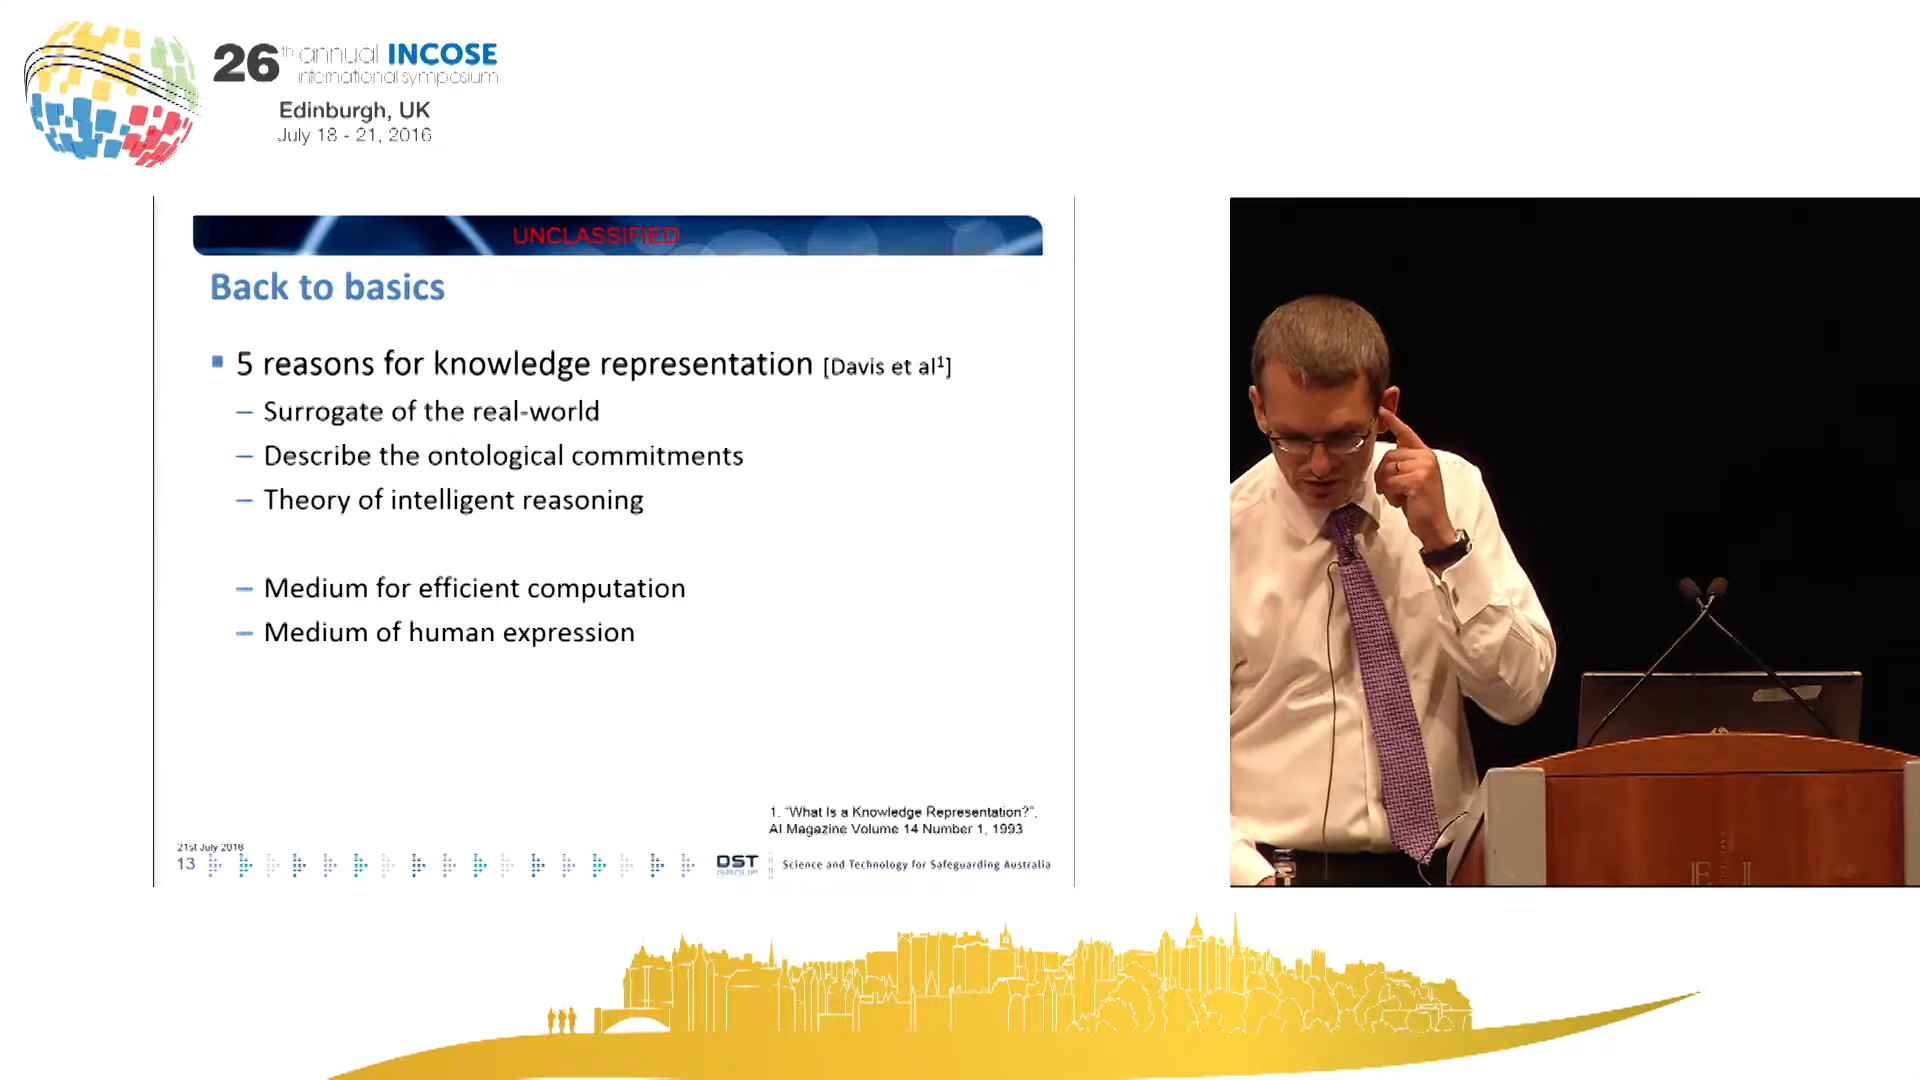 26th annual INCOSE
international symposium
Edinburgh, UK
July 18 - 21, 2016
UNCLASSIFIED
Back to basics
5 reasons for knowledge representation [Davis et al¹]
– Surrogate of the real-world
– Describe the ontological commitments
– Theory of intelligent reasoning
– Medium for efficient computation
– Medium of human expression
1. “What Is a Knowledge Representation?”,
AI Magazine Volume 14 Number 1, 1993
21st July 2016
13
DST
GROUP
Science and Technology for Safeguarding Australia